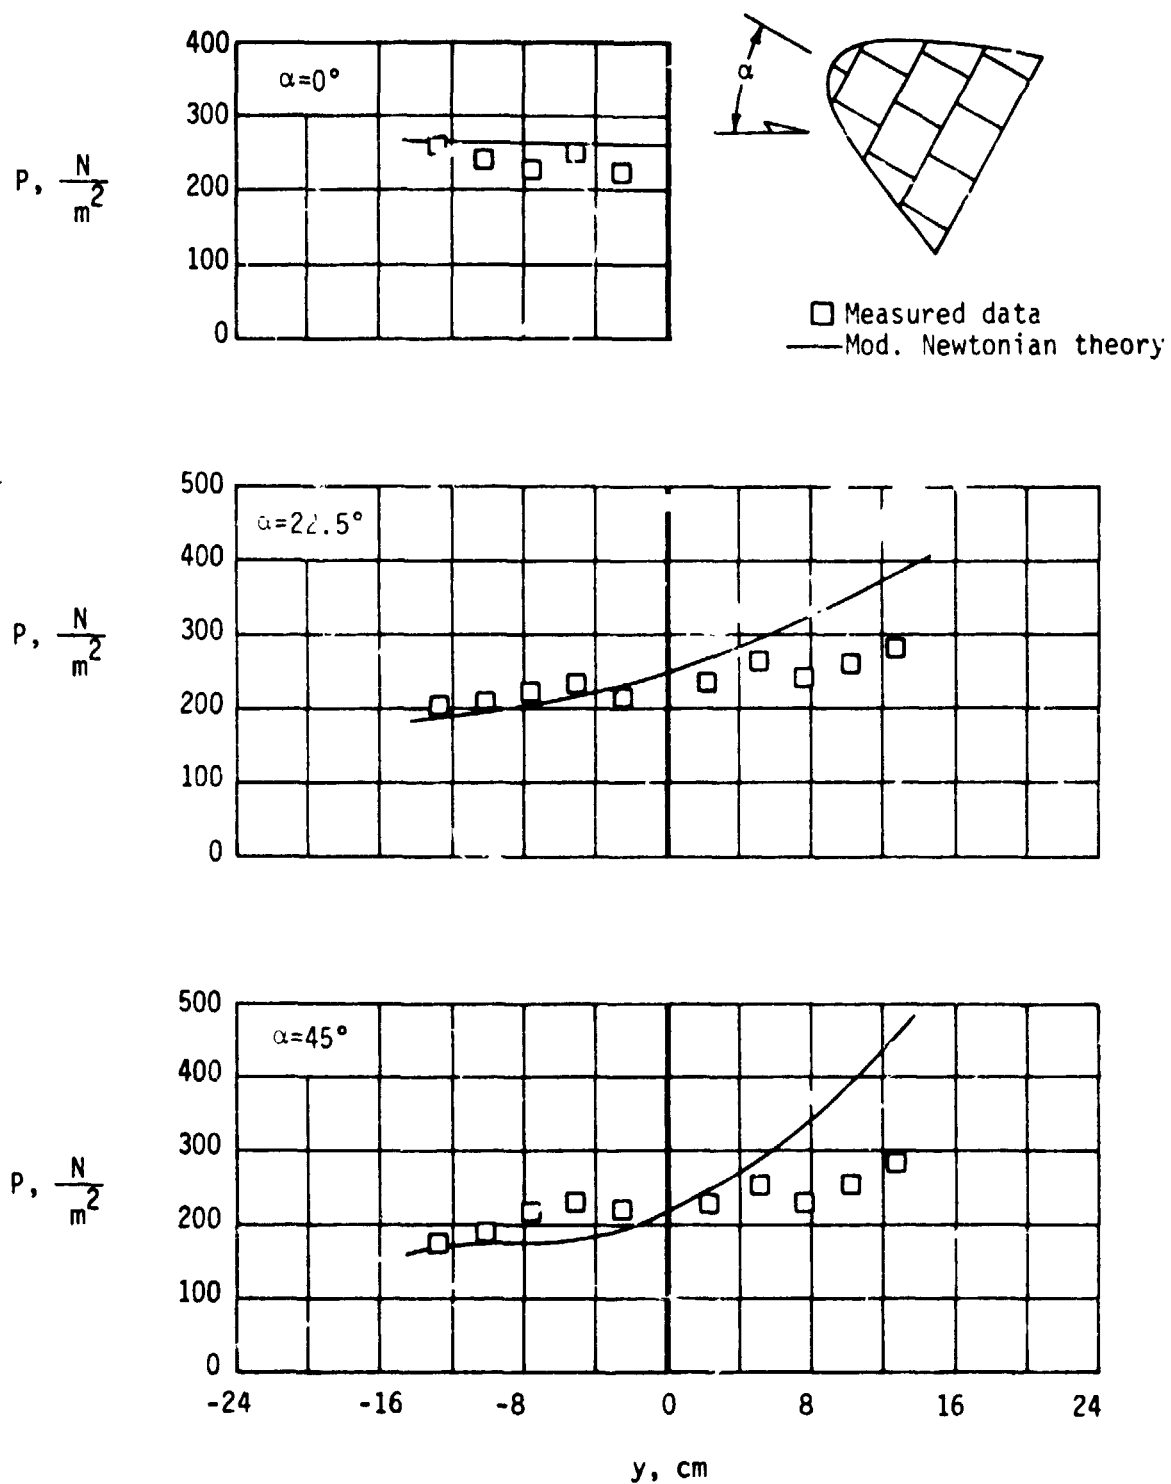 400
α=0°
300
P, N/m²
200
100
0
α
□ Measured data
—Mod. Newtonian theory
500
α=22.5°
400
P, N/m²
300
200
100
0
500
α=45°
400
300
P, N/m²
200
100
0
-24 -16 -8 0 8 16 24
y, cm